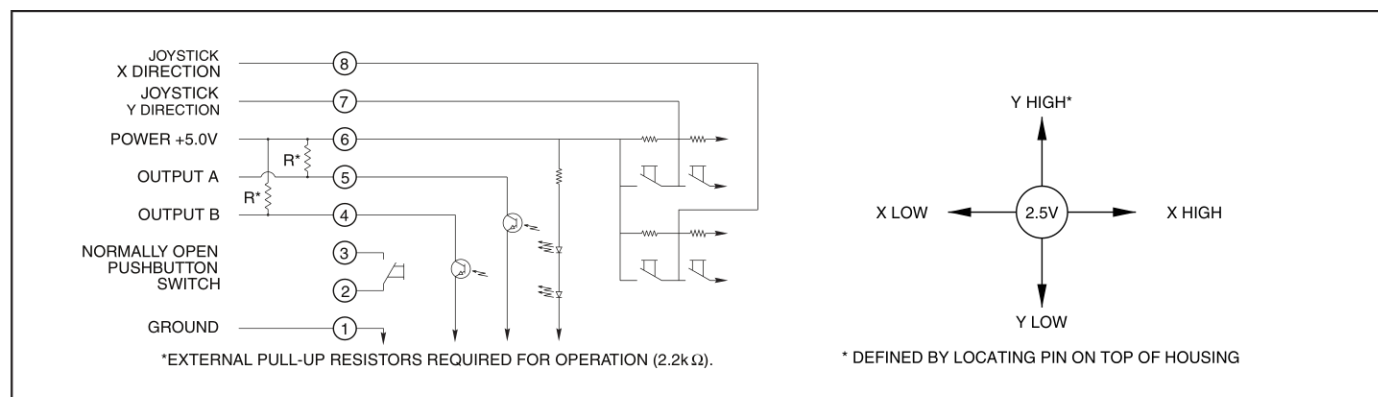 JOYSTICK
X DIRECTION
8
JOYSTICK
Y DIRECTION
7
POWER +5.0V
6
R*
OUTPUT A
5
R*
OUTPUT B
4
NORMALLY OPEN
PUSHBUTTON
SWITCH
3
2
GROUND
1
*EXTERNAL PULL-UP RESISTORS REQUIRED FOR OPERATION (2.2kΩ).
Y HIGH*
X LOW
2.5V
X HIGH
Y LOW
* DEFINED BY LOCATING PIN ON TOP OF HOUSING